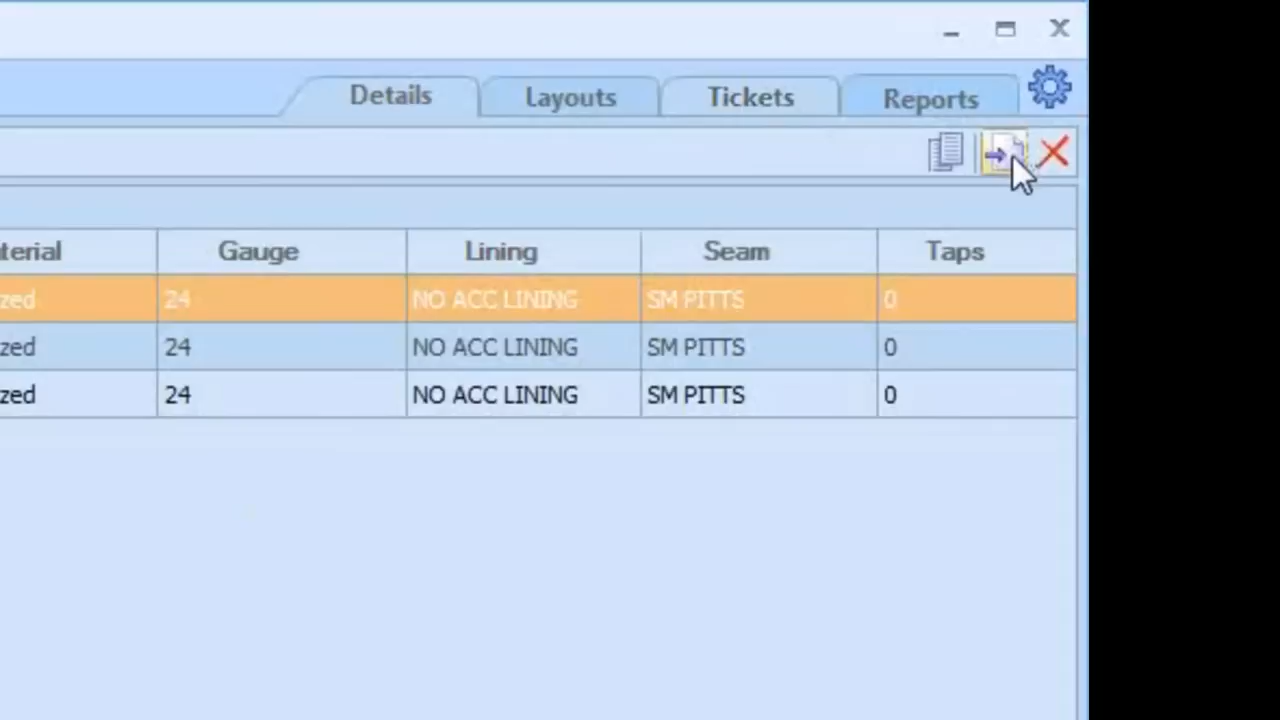 Details Layouts Tickets Reports
terial Gauge Lining Seam Taps
zed 24 NO ACC LINING SM PITTS 0
zed 24 NO ACC LINING SM PITTS 0
zed 24 NO ACC LINING SM PITTS 0